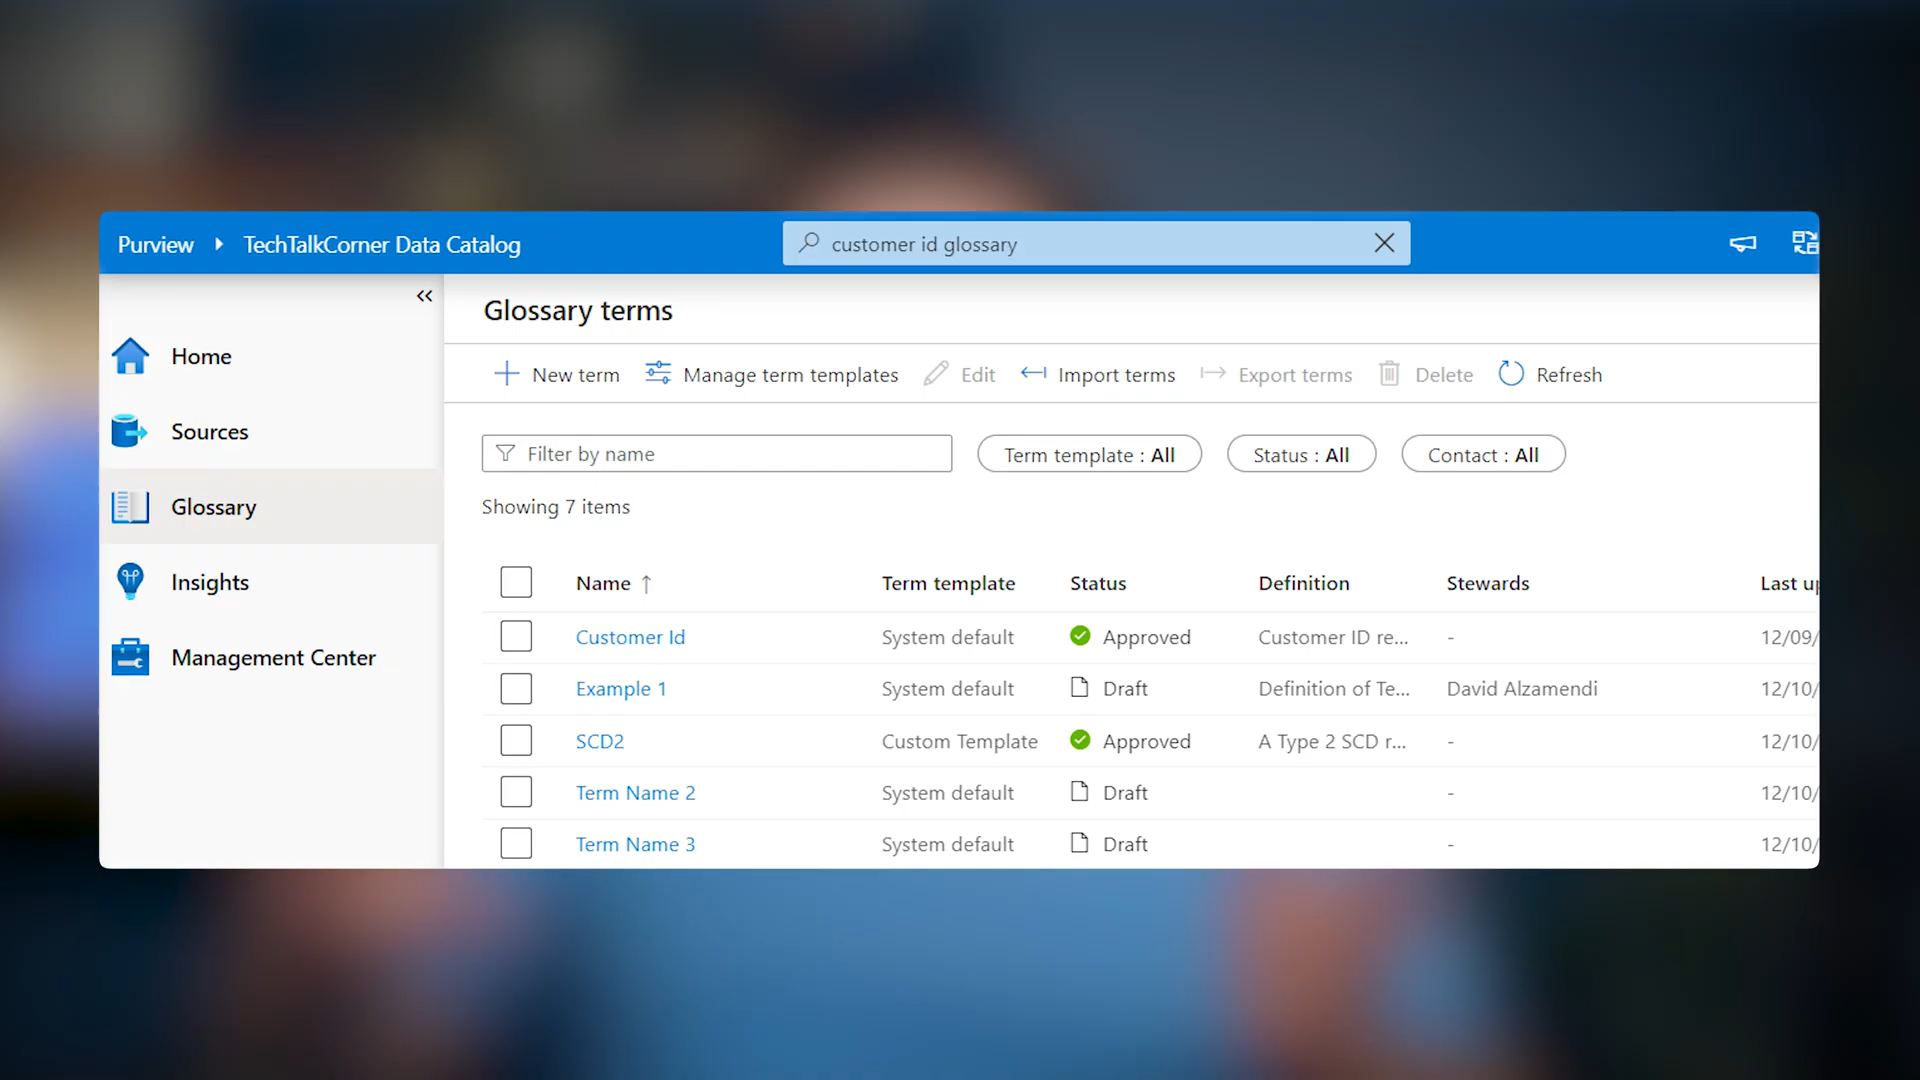 Purview TechTalkCorner Data Catalog customer id glossary
Home
Sources
Glossary
Insights
Management Center
Glossary terms
New term Manage term templates Edit Import terms Export terms Delete Refresh
Filter by name Term template : All Status : All Contact : All
Showing 7 items
Name ↑ Term template Status Definition Stewards Last up
Customer Id System default Approved Customer ID re... - 12/09/
Example 1 System default Draft Definition of Te... David Alzamendi 12/10/
SCD2 Custom Template Approved A Type 2 SCD r... - 12/10/
Term Name 2 System default Draft - 12/10/
Term Name 3 System default Draft - 12/10/